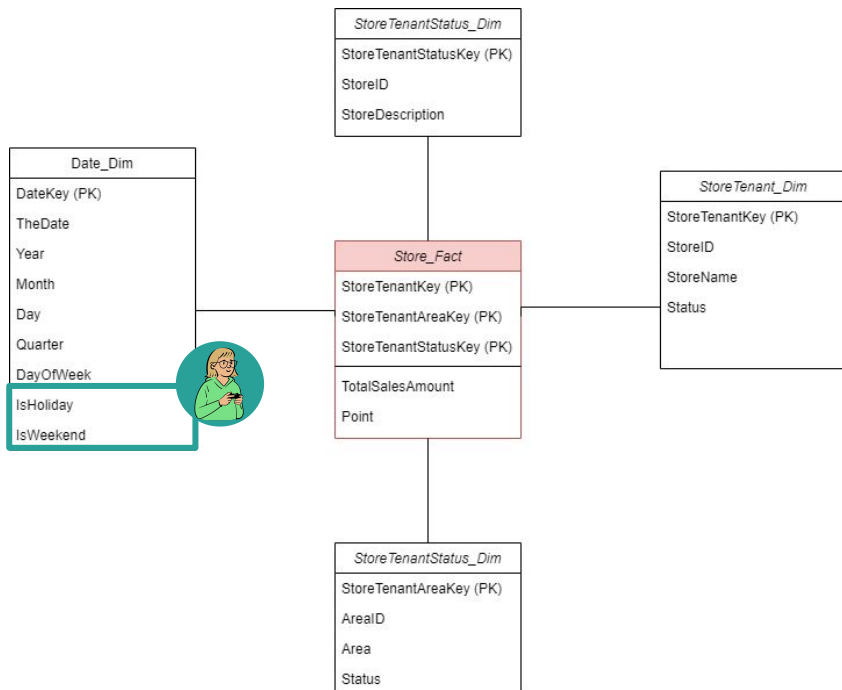 StoreTenantStatus_Dim
StoreTenantStatusKey (PK)
StoreID
StoreDescription
Date_Dim
DateKey (PK)
TheDate
Year
Month
Day
Quarter
DayOfWeek
IsHoliday
IsWeekend
Store_Fact
StoreTenantKey (PK)
StoreTenantAreaKey (PK)
StoreTenantStatusKey (PK)
TotalSalesAmount
Point
StoreTenant_Dim
StoreTenantKey (PK)
StoreID
StoreName
Status
StoreTenantStatus_Dim
StoreTenantAreaKey (PK)
AreaID
Area
Status